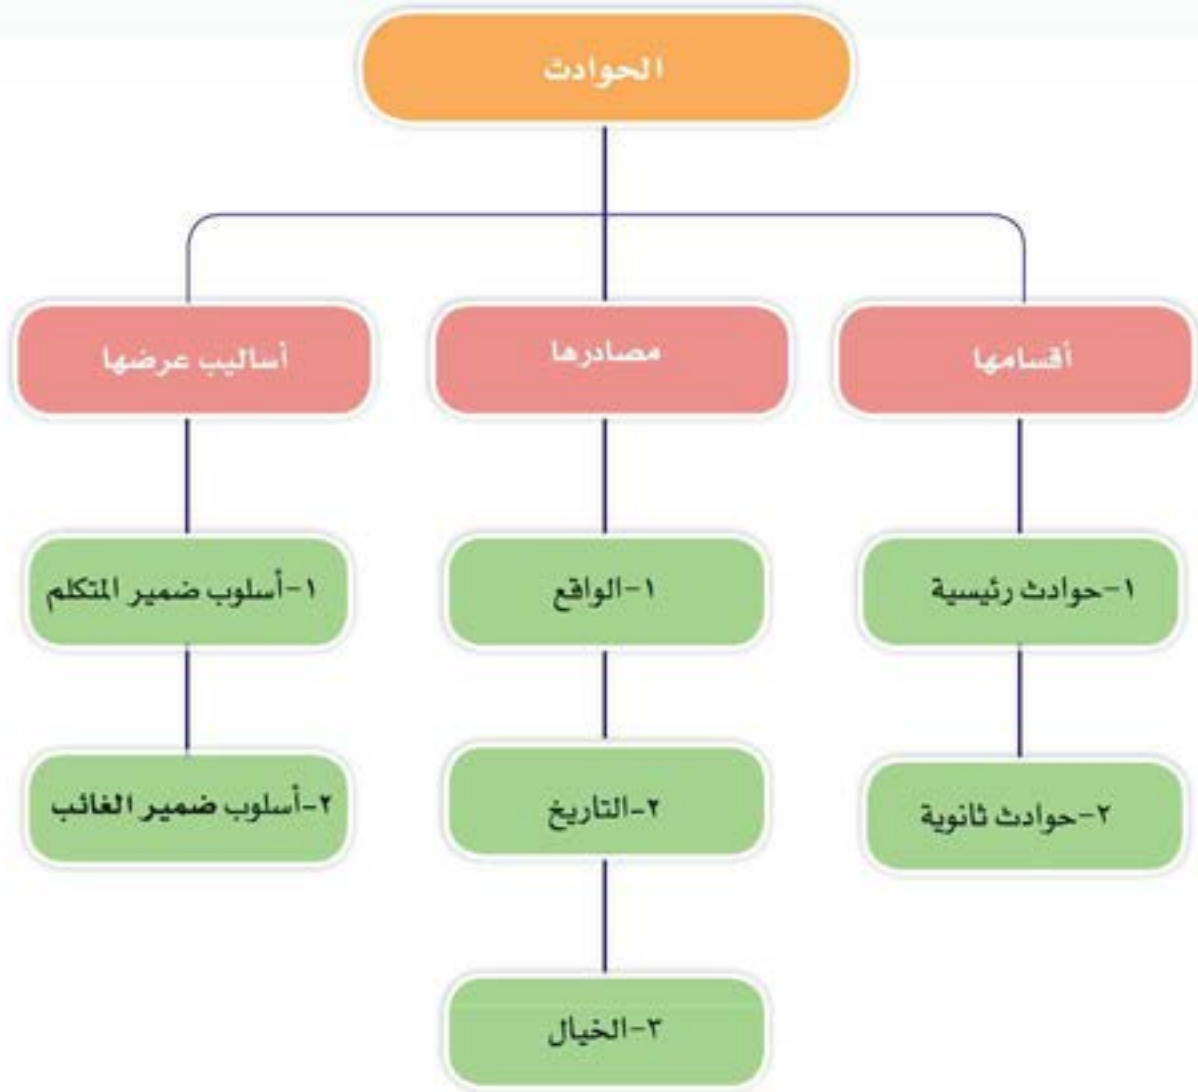 الحوادث
أقسامها
مصادرها
أساليب عرضها
١-حوادث رئيسية
١-الواقع
١-أسلوب ضمير المتكلم
٢-حوادث ثانوية
٢-التاريخ
٢-أسلوب ضمير الغائب
٣-الخيال